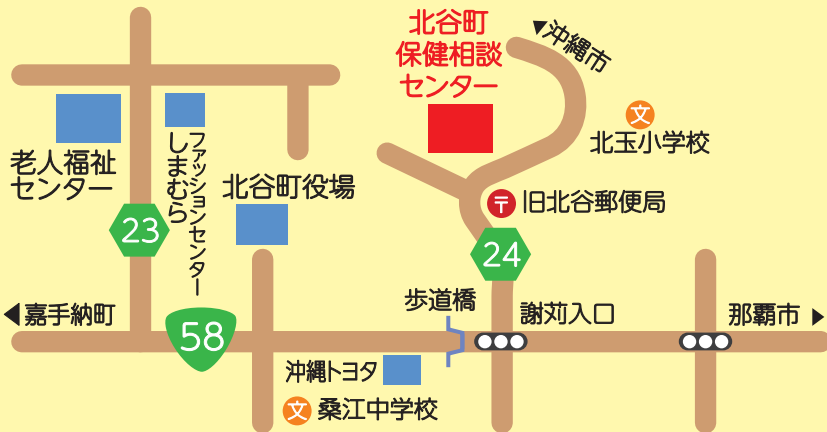 北谷町
保健相談
センター
◀沖縄市
文
北玉小学校
老人福祉
センター
ファッションセンター
しまむら
北谷町役場
〒
旧北谷郵便局
23
24
◀嘉手納町
58
歩道橋
謝苅入口
那覇市▶
沖縄トヨタ
文
桑江中学校